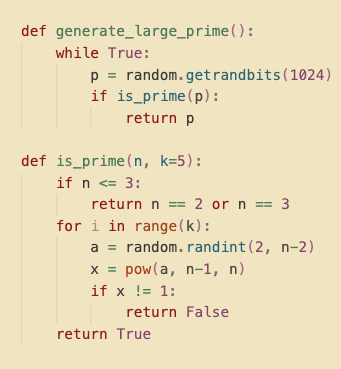 def generate_large_prime():
    while True:
        p = random.getrandbits(1024)
        if is_prime(p):
            return p

def is_prime(n, k=5):
    if n <= 3:
        return n == 2 or n == 3
    for i in range(k):
        a = random.randint(2, n-2)
        x = pow(a, n-1, n)
        if x != 1:
            return False
    return True